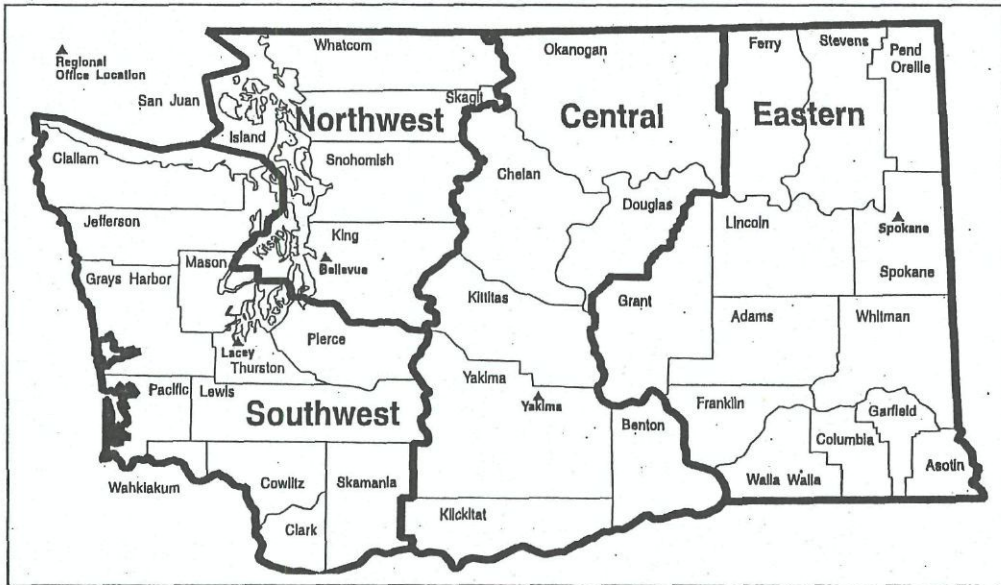 Regional
Office Location
San Juan
Whatcom
Skagit
Northwest
Island
Snohomish
Clallam
Jefferson
Kitsap
King
Bellevue
Mason
Grays Harbor
Lacey
Thurston
Pierce
Pacific
Lewis
Southwest
Wahkiakum
Cowlitz
Skamania
Clark
Okanogan
Central
Chelan
Douglas
Kittitas
Yakima
Yakima
Benton
Klickitat
Ferry
Stevens
Pend
Oreille
Eastern
Lincoln
Spokane
Spokane
Grant
Adams
Whitman
Franklin
Garfield
Columbia
Walla Walla
Asotin